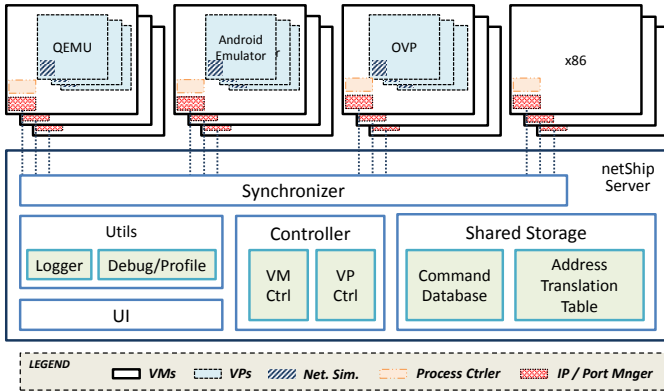 QEMU
Android
Emulator
r
OVP
x86
netShip
Server
Synchronizer
Utils
Logger
Debug/Profile
UI
Controller
VM
Ctrl
VP
Ctrl
Shared Storage
Command
Database
Address
Translation
Table
LEGEND
VMs
VPs
Net. Sim.
Process Ctrler
IP / Port Mnger